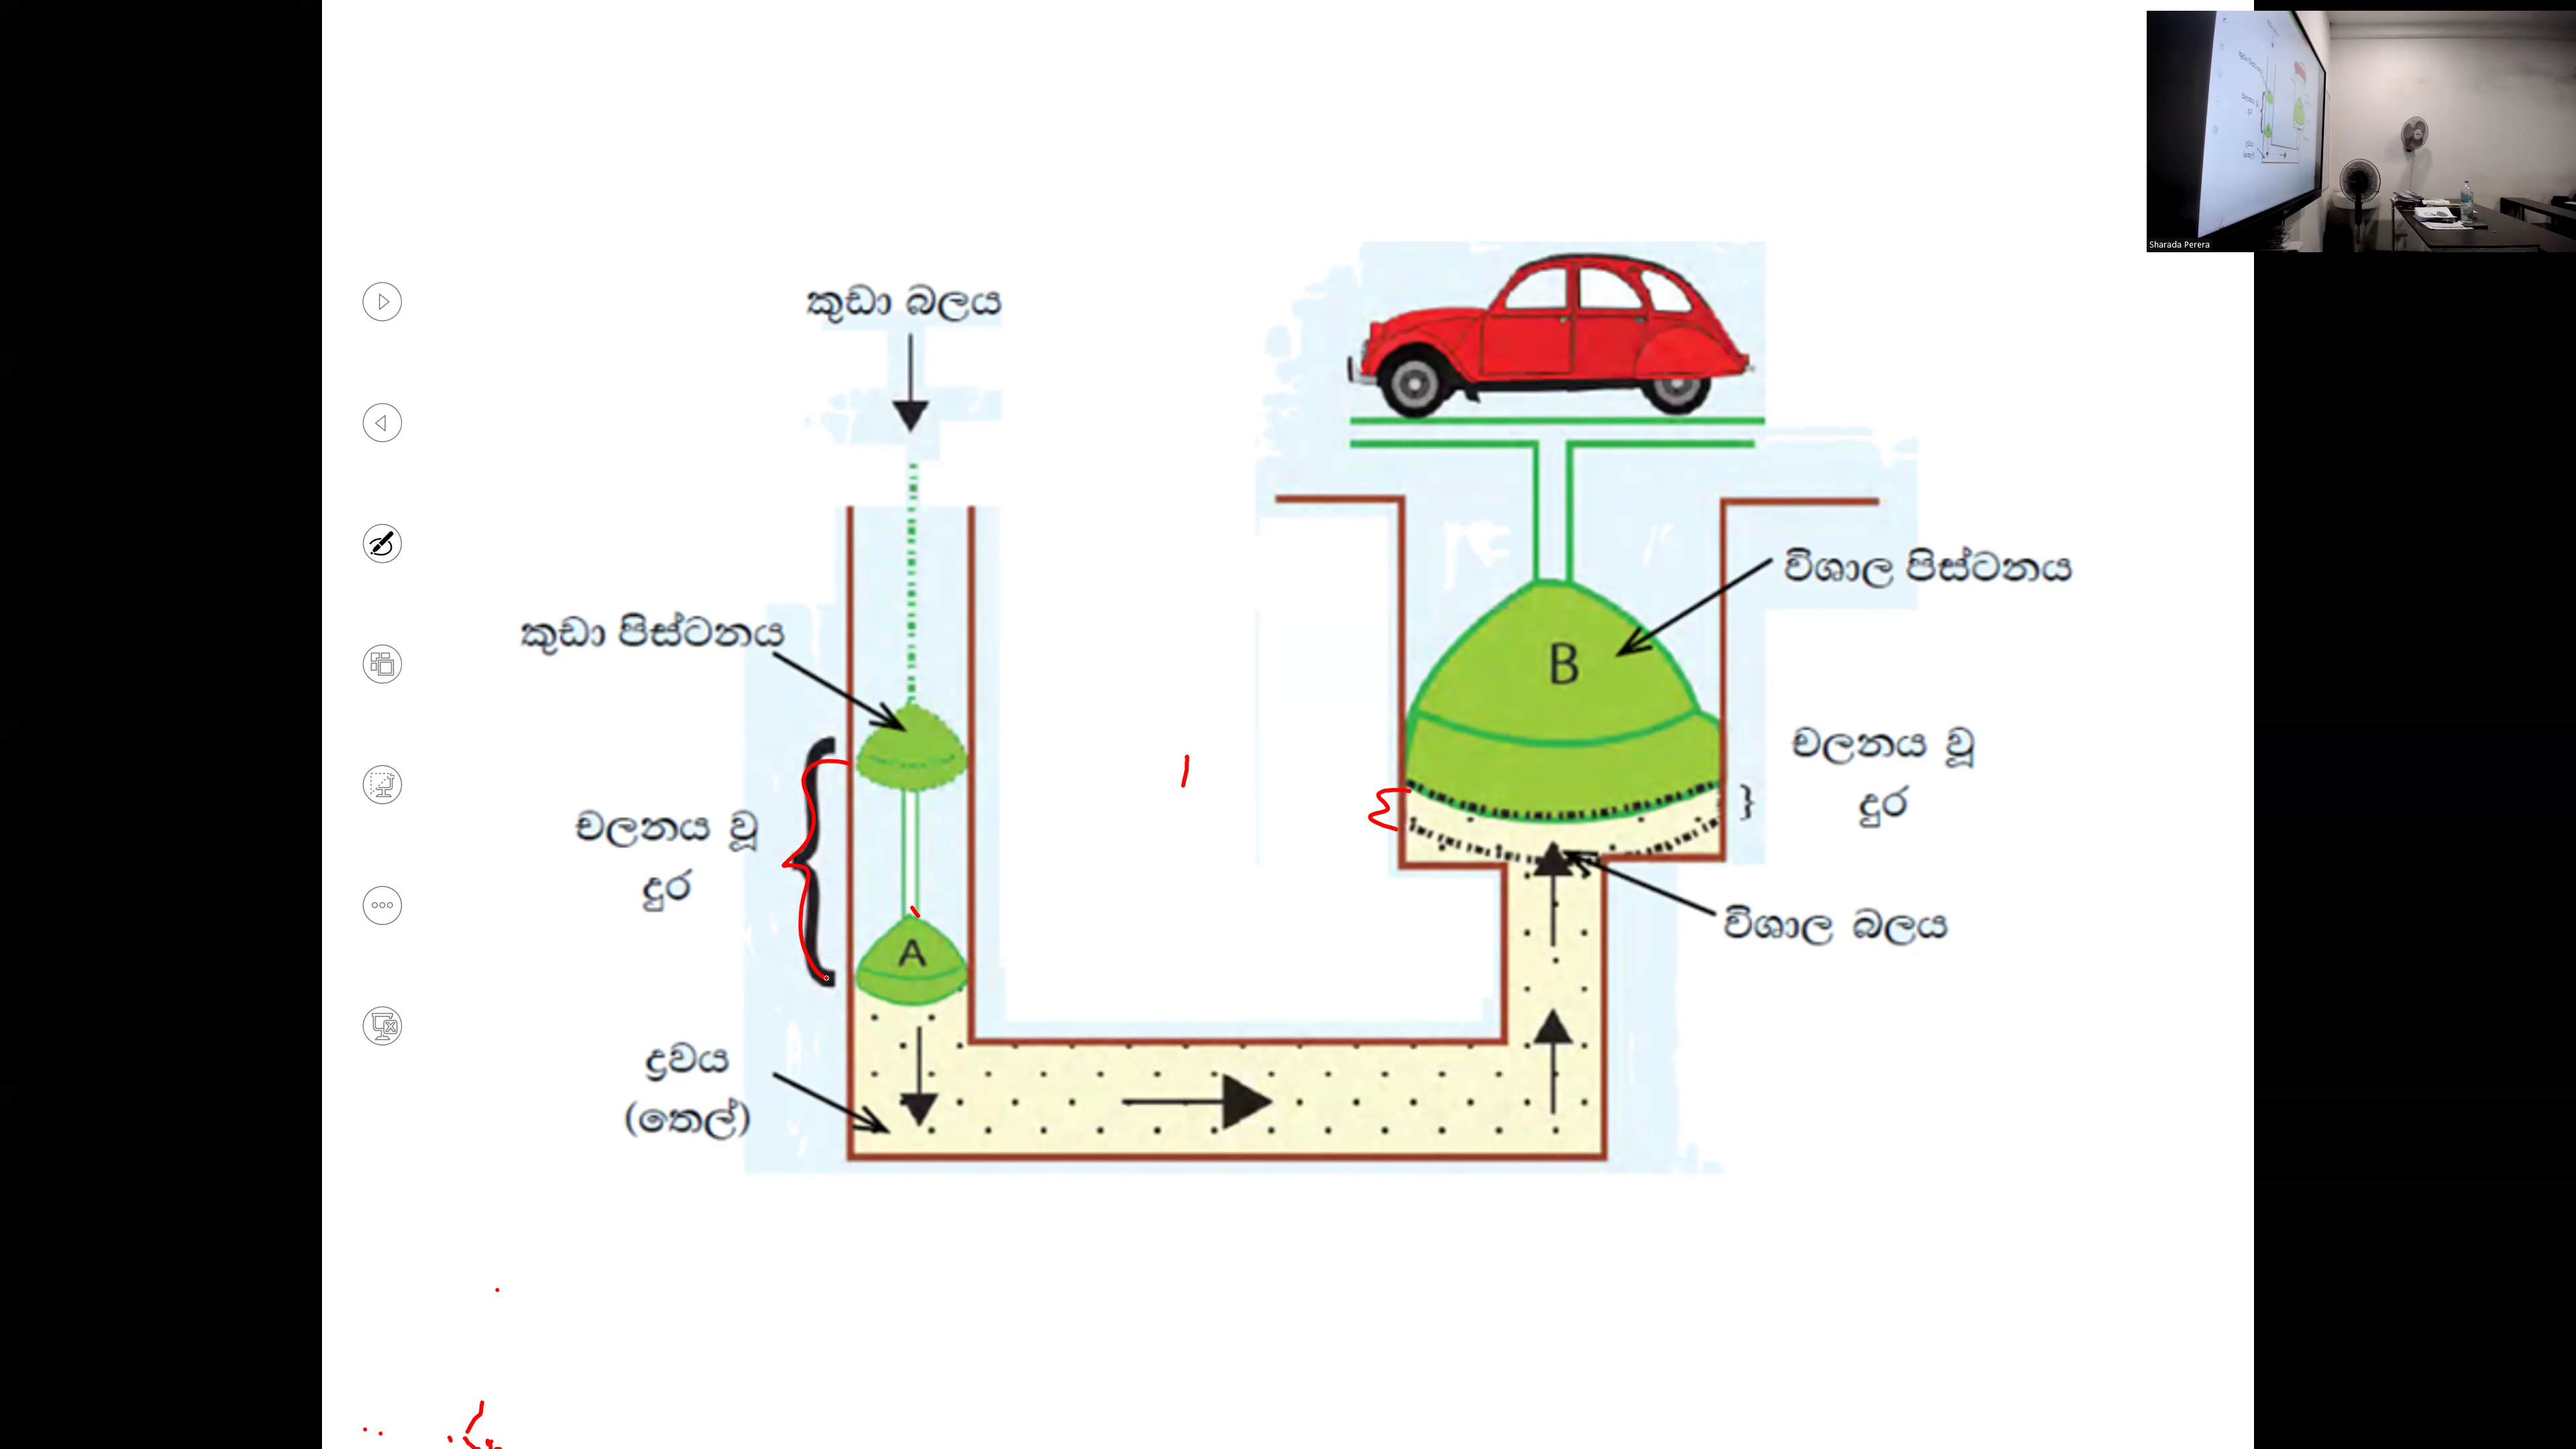 Sharada Perera
කුඩා බලය
විශාල පිස්ටනය
කුඩා පිස්ටනය
B
චලනය වූ
දුර
චලනය වූ
දුර
A
විශාල බලය
ද්‍රවය
(තෙල්)